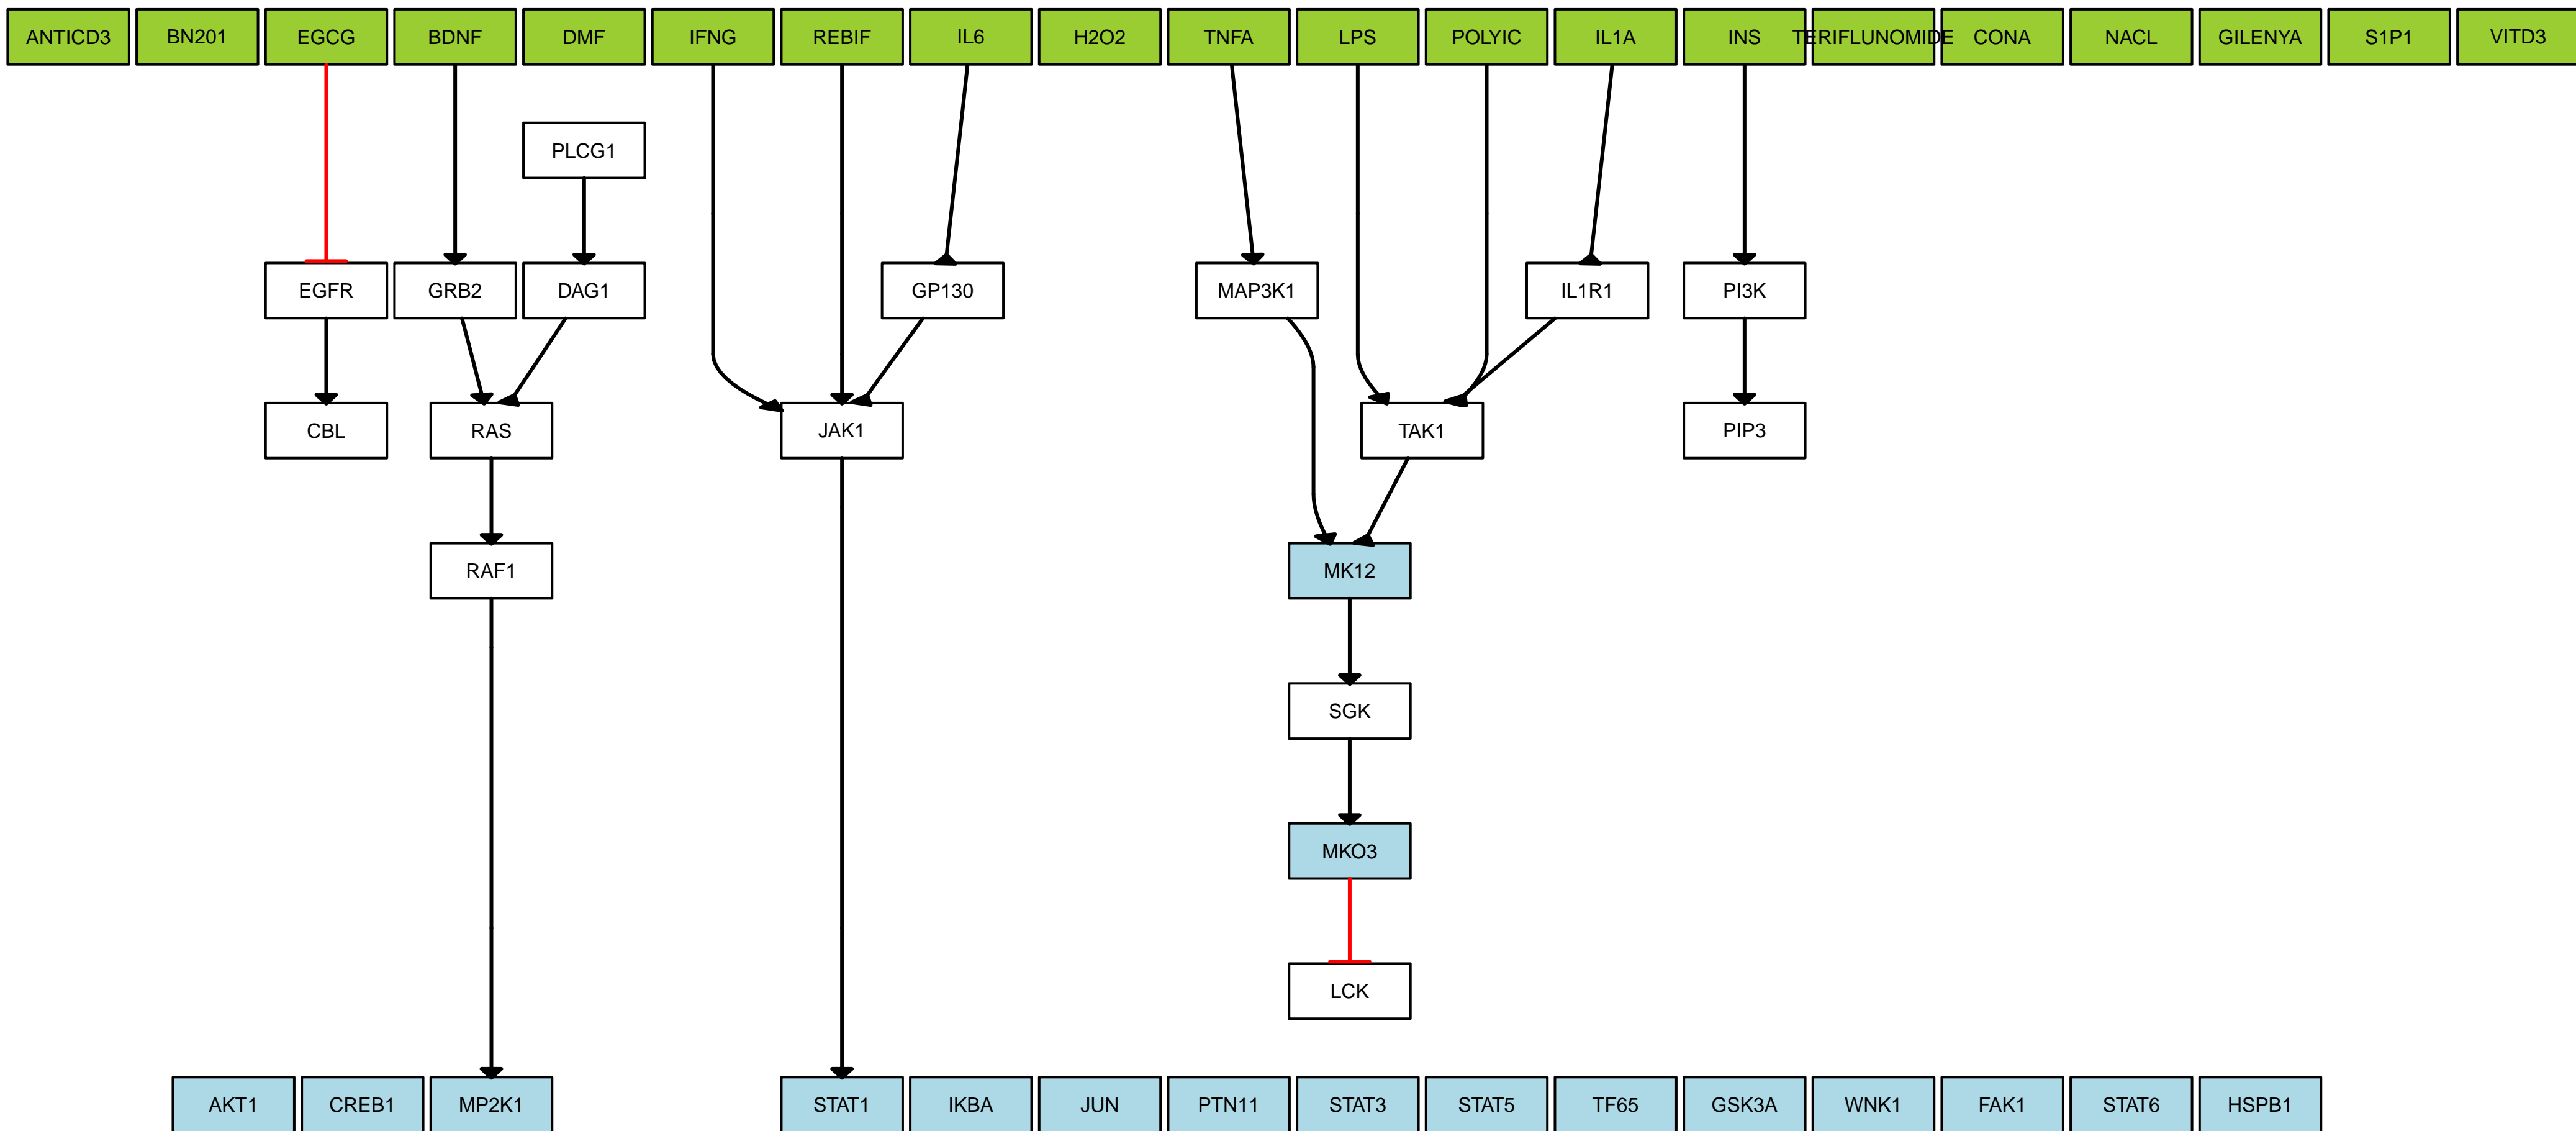 ANTICD3
BN201
EGCG
BDNF
DMF
IFNG
REBIF
IL6
H2O2
TNFA
LPS
POLYIC
IL1A
INS
TERIFLUNOMIDE
CONA
NACL
GILENYA
S1P1
VITD3
PLCG1
EGFR
GRB2
DAG1
GP130
MAP3K1
IL1R1
PI3K
CBL
RAS
JAK1
TAK1
PIP3
RAF1
MK12
SGK
MKO3
LCK
AKT1
CREB1
MP2K1
STAT1
IKBA
JUN
PTN11
STAT3
STAT5
TF65
GSK3A
WNK1
FAK1
STAT6
HSPB1